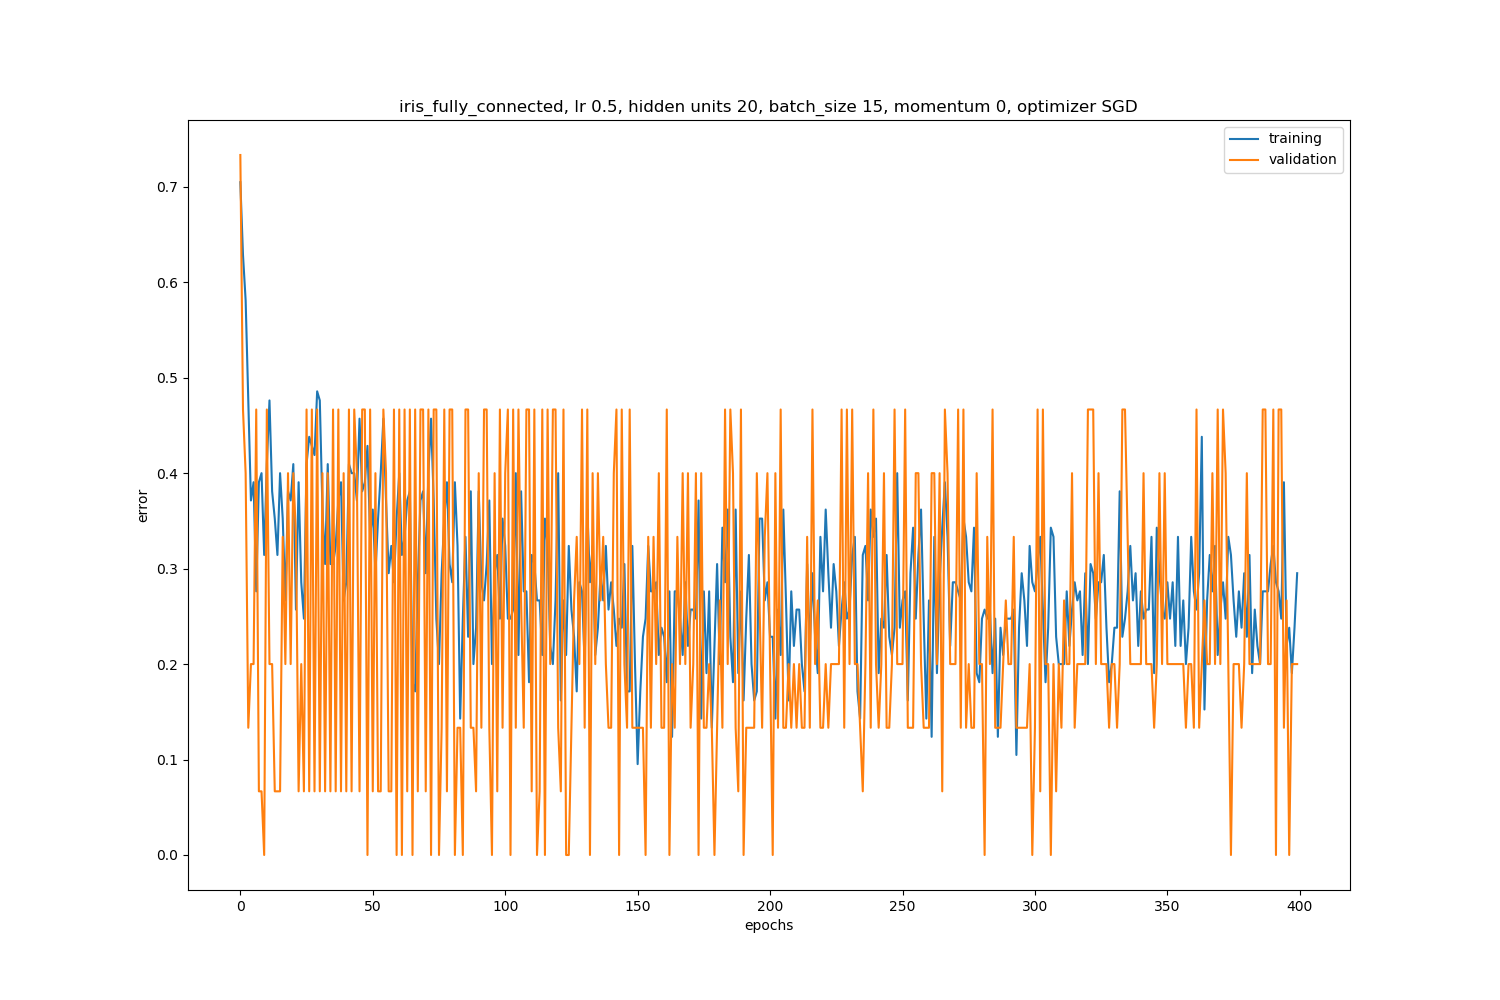 iris_fully_connected, lr 0.5, hidden units 20, batch_size 15, momentum 0, optimizer SGD
training
validation
0.7
0.6
0.5
0.4
0.3
0.2
0.1
0.0
error
0 50 100 150 200 250 300 350 400
epochs